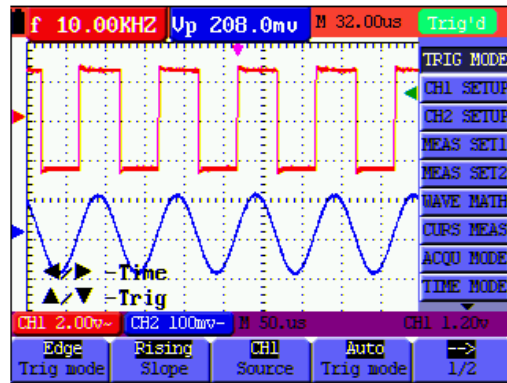 f 10.00KHZ Vp 208.0mv M 32.00us Trig'd
TRIG MODE
CH1 SETUP
CH2 SETUP
MEAS SET1
MEAS SET2
WAVE MATH
CURS MEAS
ACQU MODE
TIME MODE
◀/▶ -Time
▲/▼ -Trig
CH1 2.00v~ CH2 100mv- M 50.us CH1 1.20v
Edge Rising CH1 Auto -->
Trig mode Slope Source Trig mode 1/2